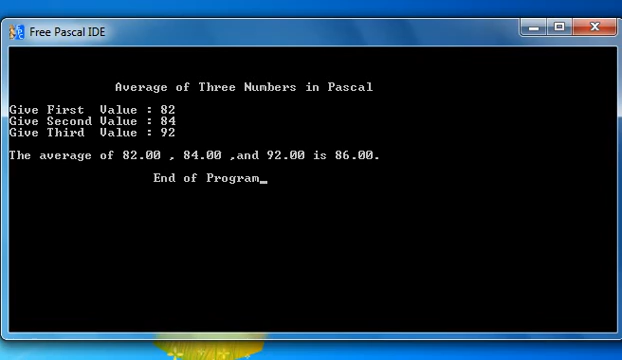 Free Pascal IDE
Average of Three Numbers in Pascal
Give First  Value : 82
Give Second Value : 84
Give Third  Value : 92
The average of 82.00 , 84.00 ,and 92.00 is 86.00.
End of Program_